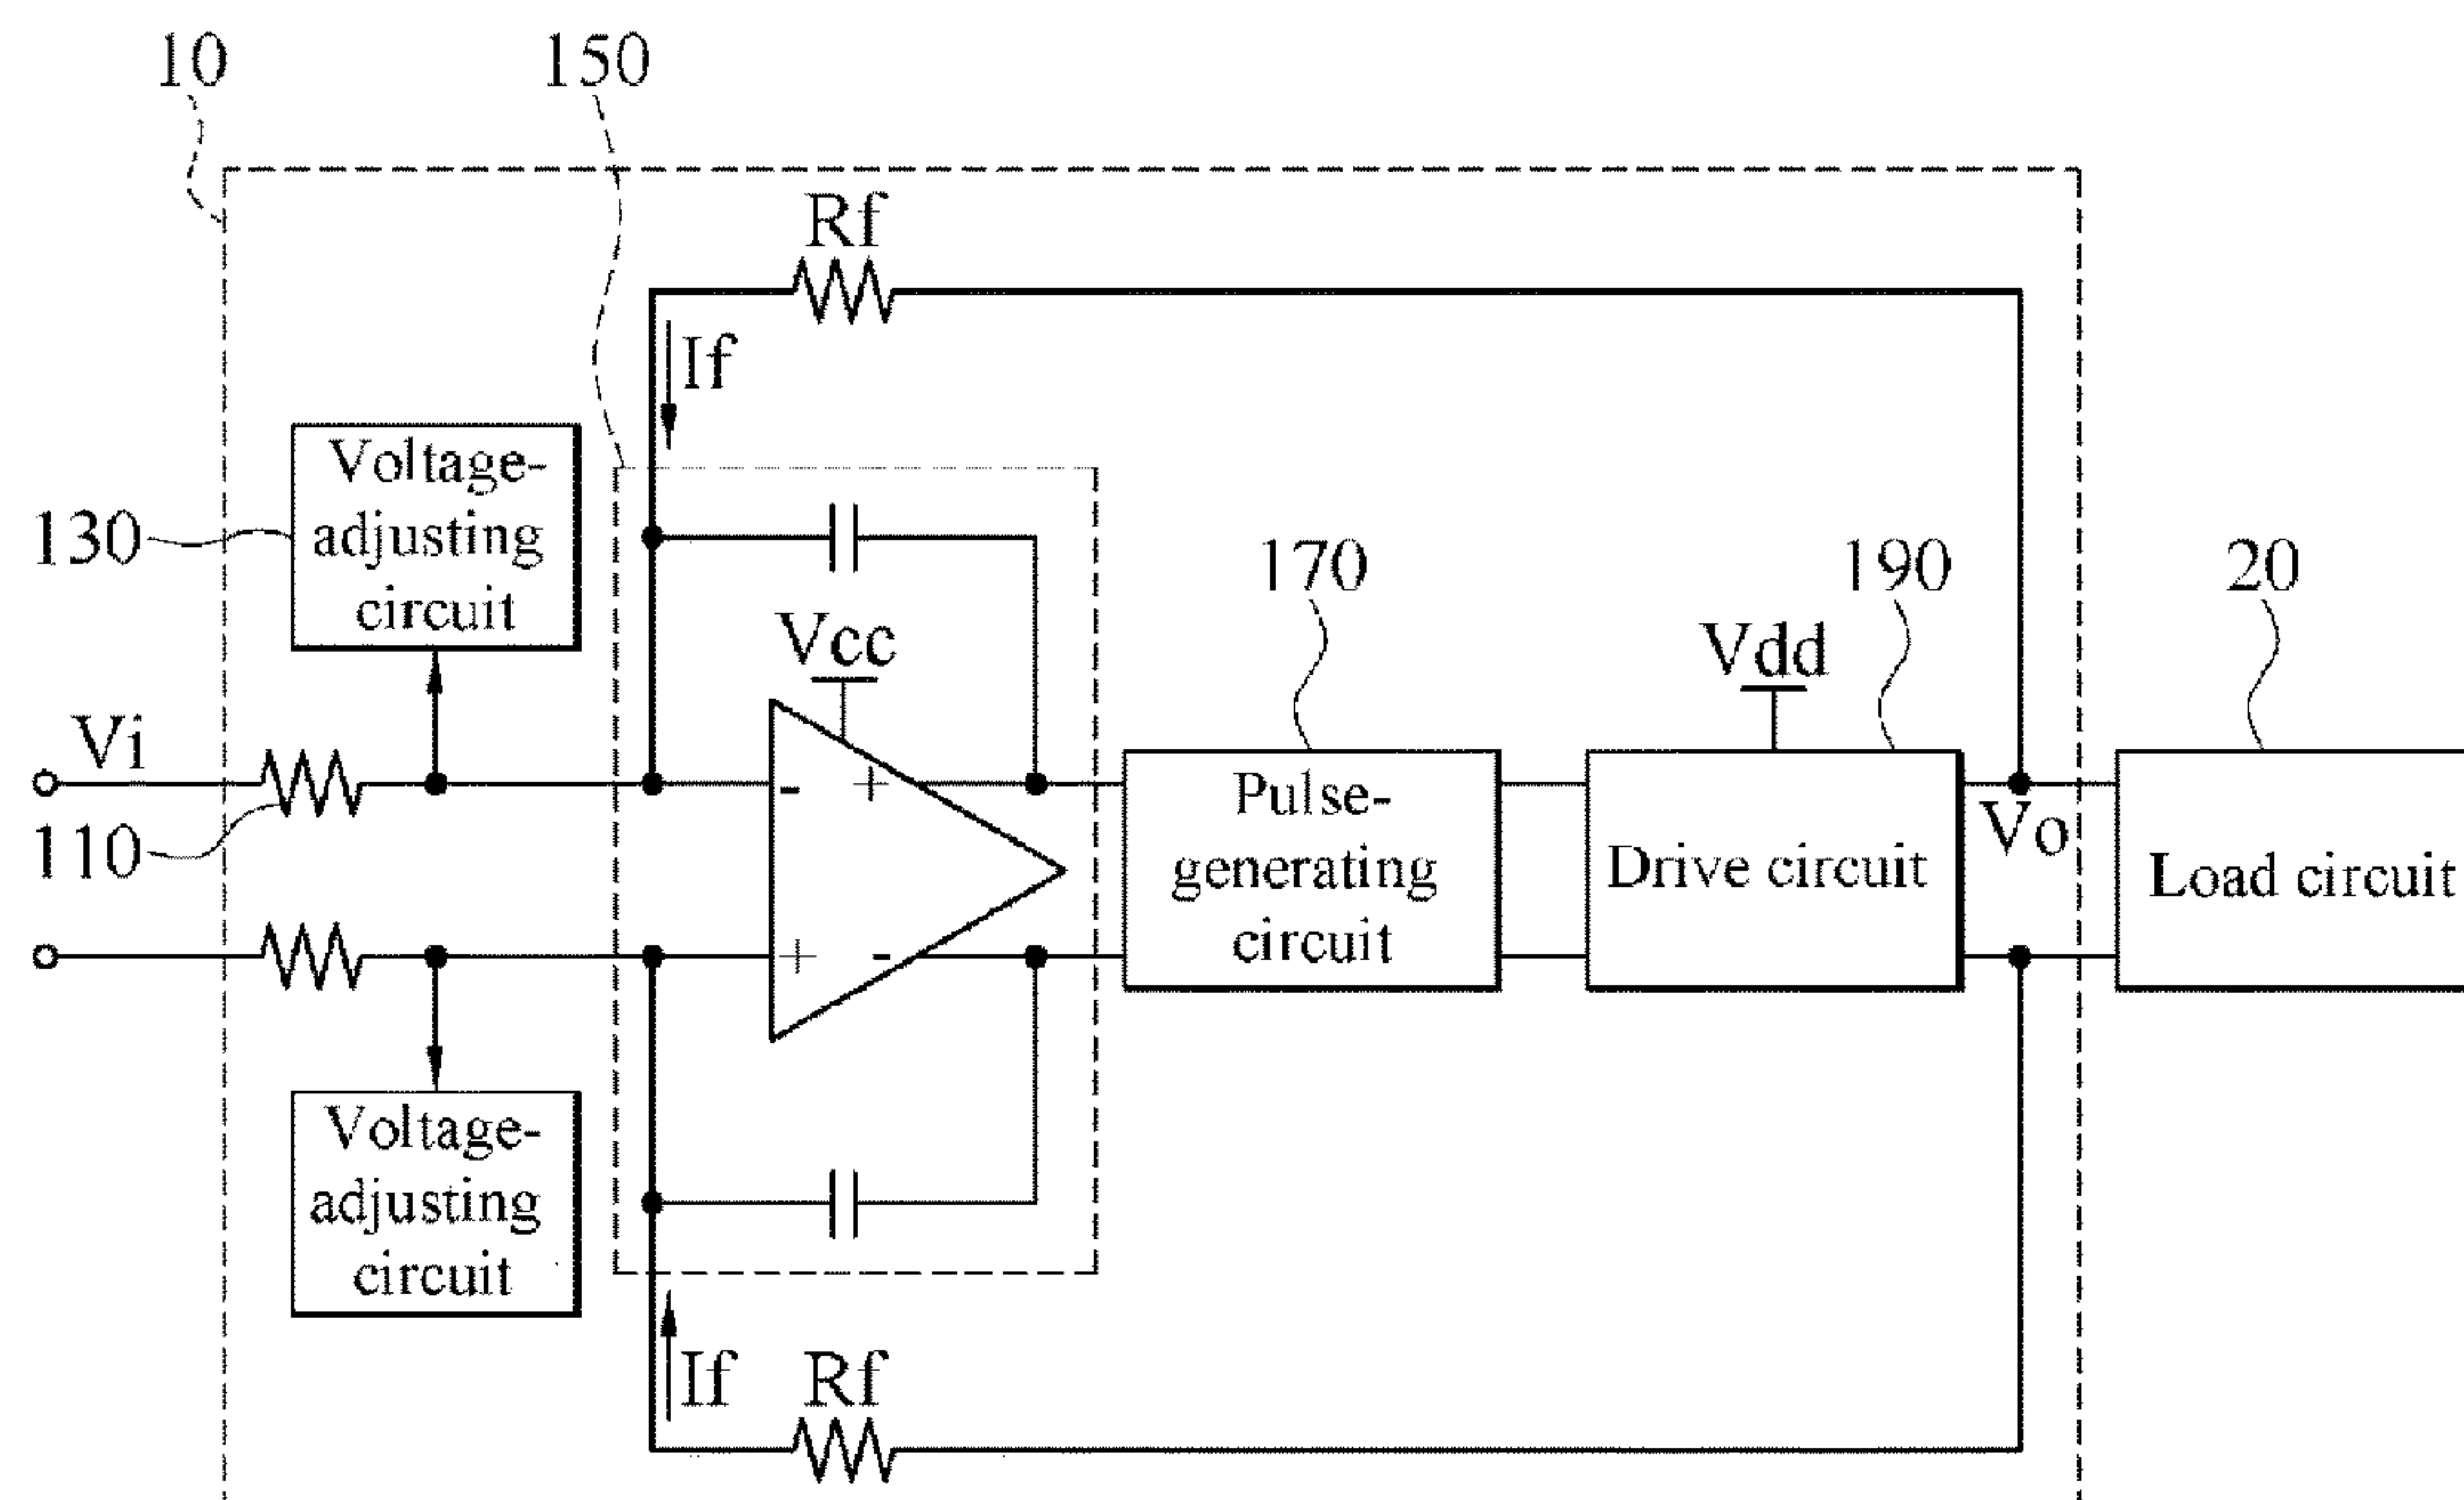 10
150
Rf
If
Voltage-
adjusting
circuit
130
170
190
20
Vcc
Vdd
Vi
-
+
Pulse-
generating
circuit
Drive circuit
Vo
Load circuit
110
+
-
Voltage-
adjusting
circuit
If
Rf